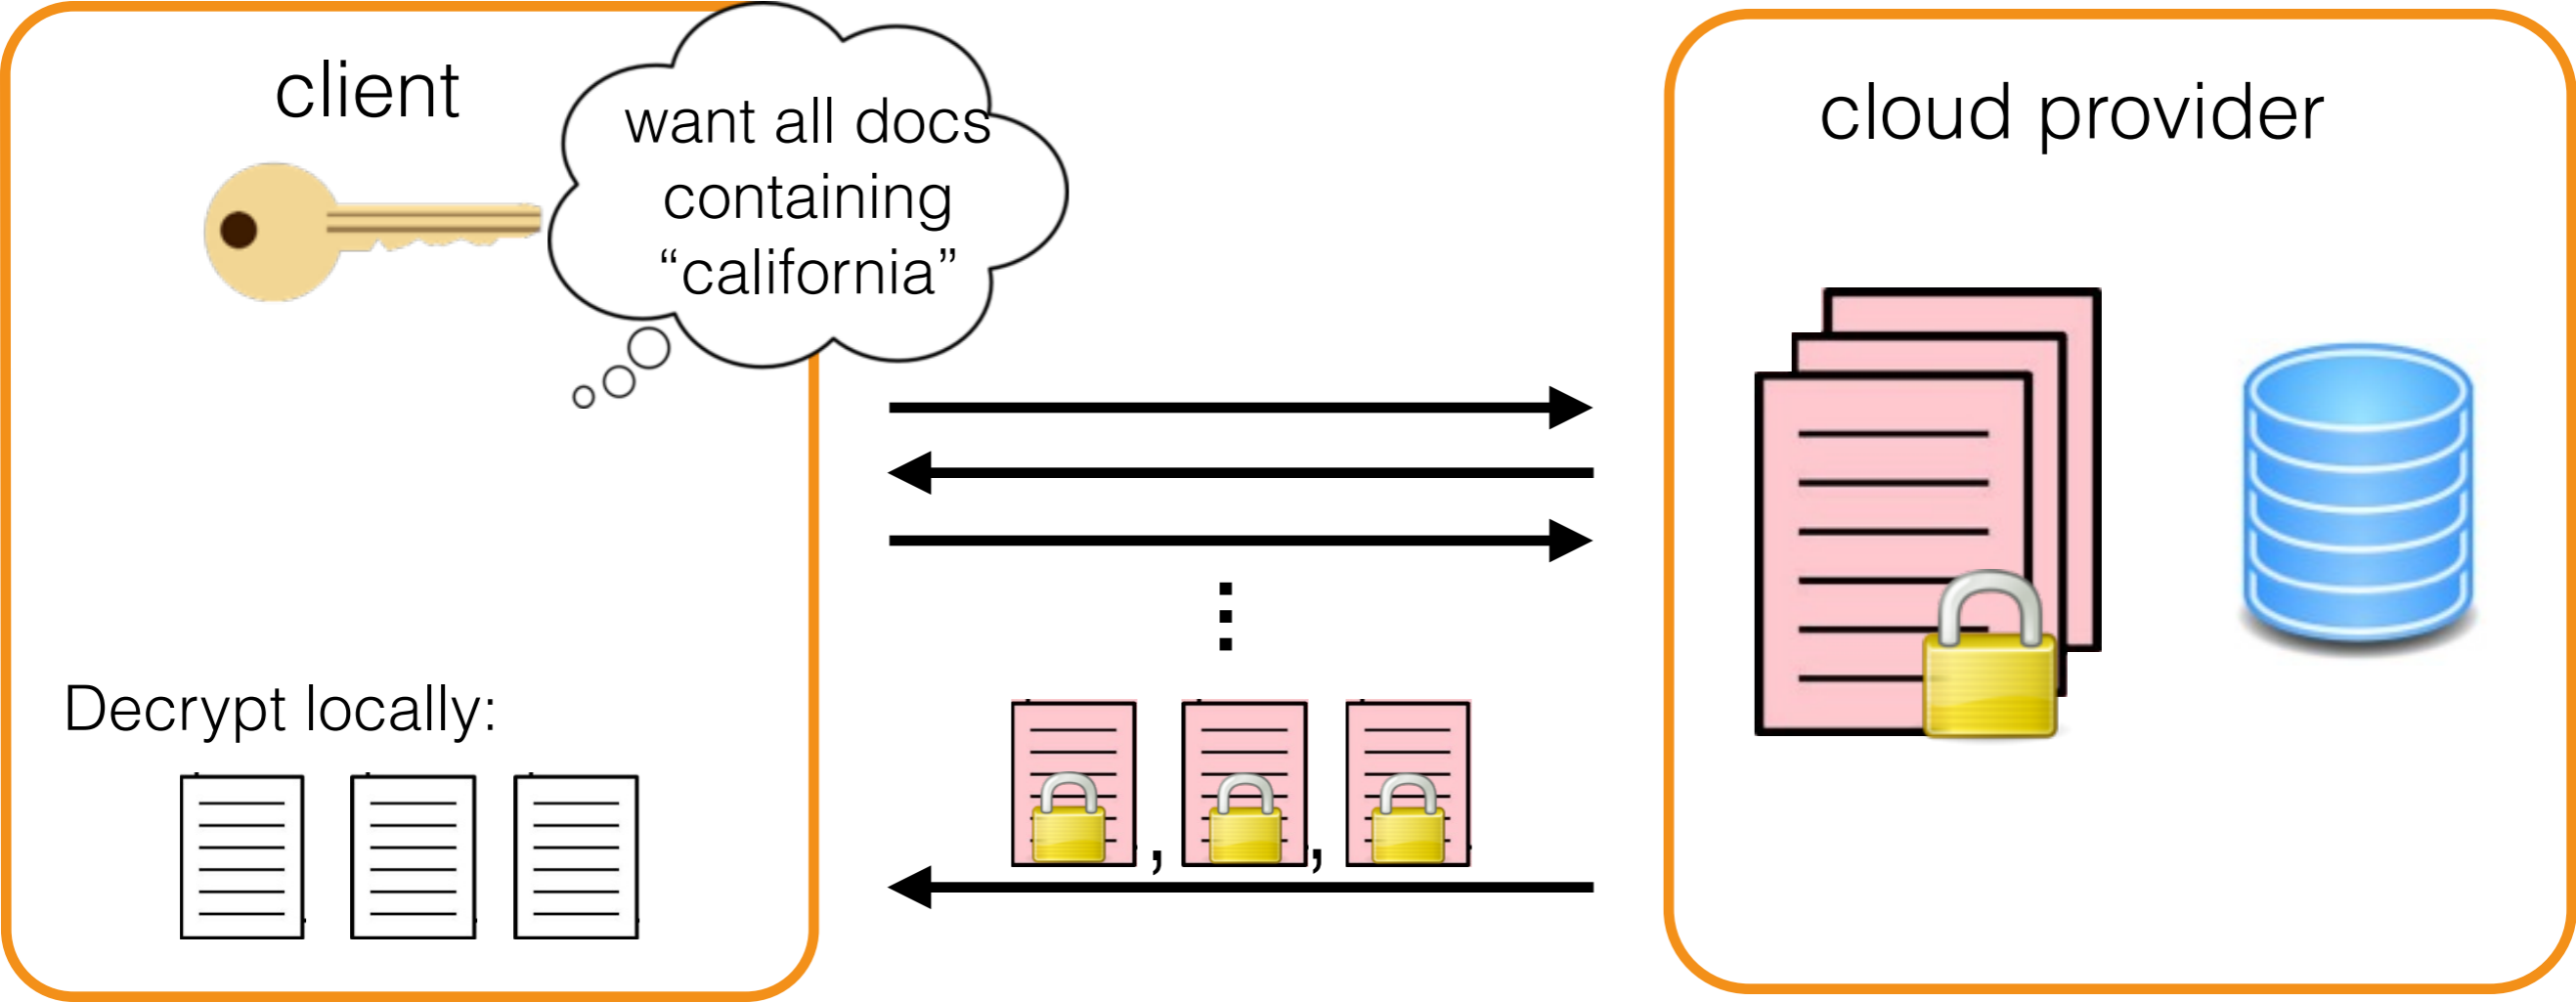 client
want all docs
containing
“california”
cloud provider
Decrypt locally:
, ,